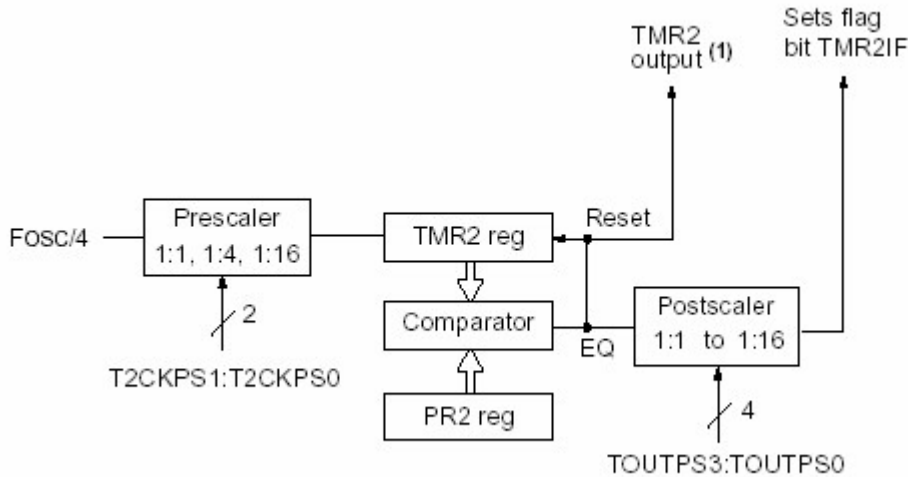 TMR2
output (1)
Sets flag
bit TMR2IF
Prescaler
1:1, 1:4, 1:16
FOSC/4
TMR2 reg
Reset
2
Comparator
EQ
Postscaler
1:1 to 1:16
T2CKPS1:T2CKPS0
PR2 reg
4
TOUTPS3:TOUTPS0